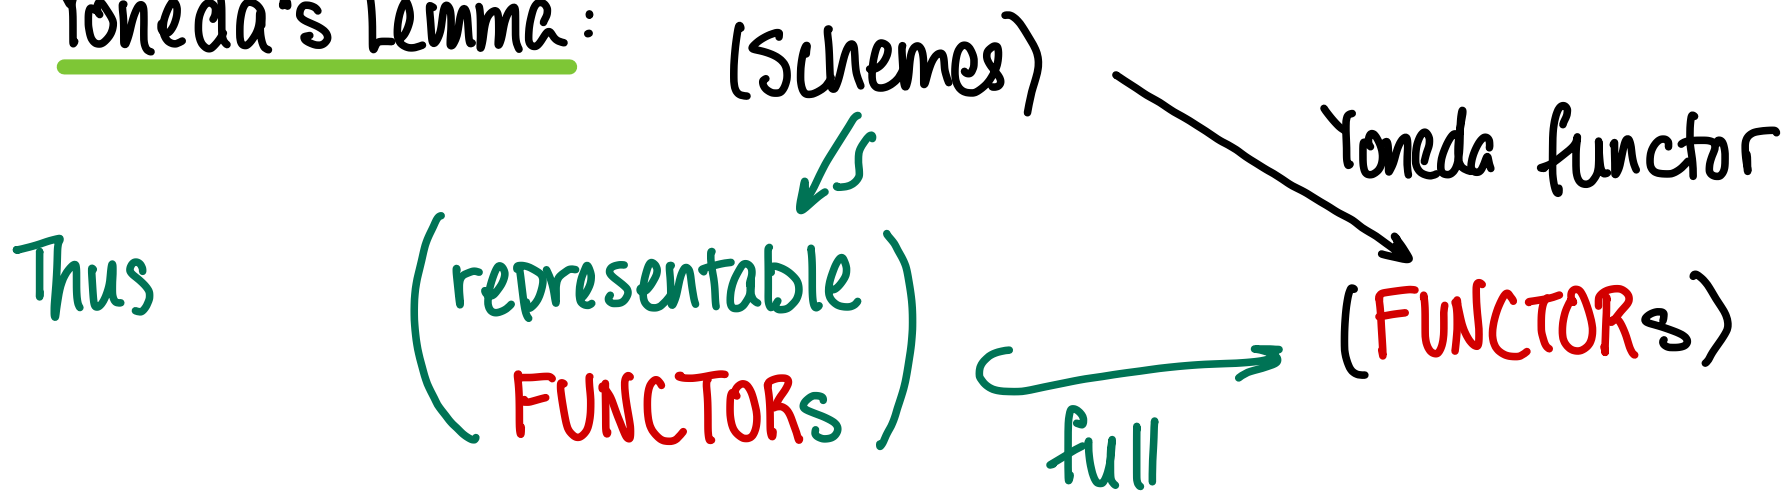 Yoneda's Lemma:
(Schemes)
Yoneda functor
Thus
(representable
FUNCTORs)
(FUNCTORs)
full